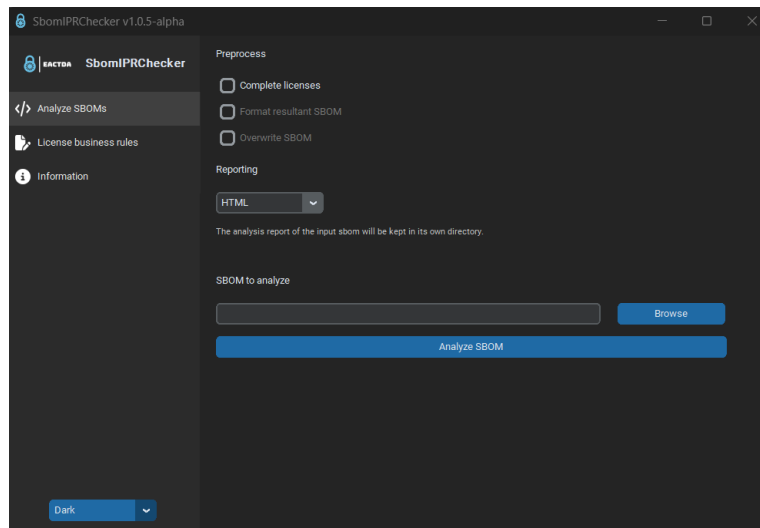 SbomIPRChecker v1.0.5-alpha
EACTDA SbomIPRChecker
Analyze SBOMs
License business rules
Information
Dark
Preprocess
Complete licenses
Format resultant SBOM
Overwrite SBOM
Reporting
HTML
The analysis report of the input sbom will be kept in its own directory.
SBOM to analyze
Browse
Analyze SBOM